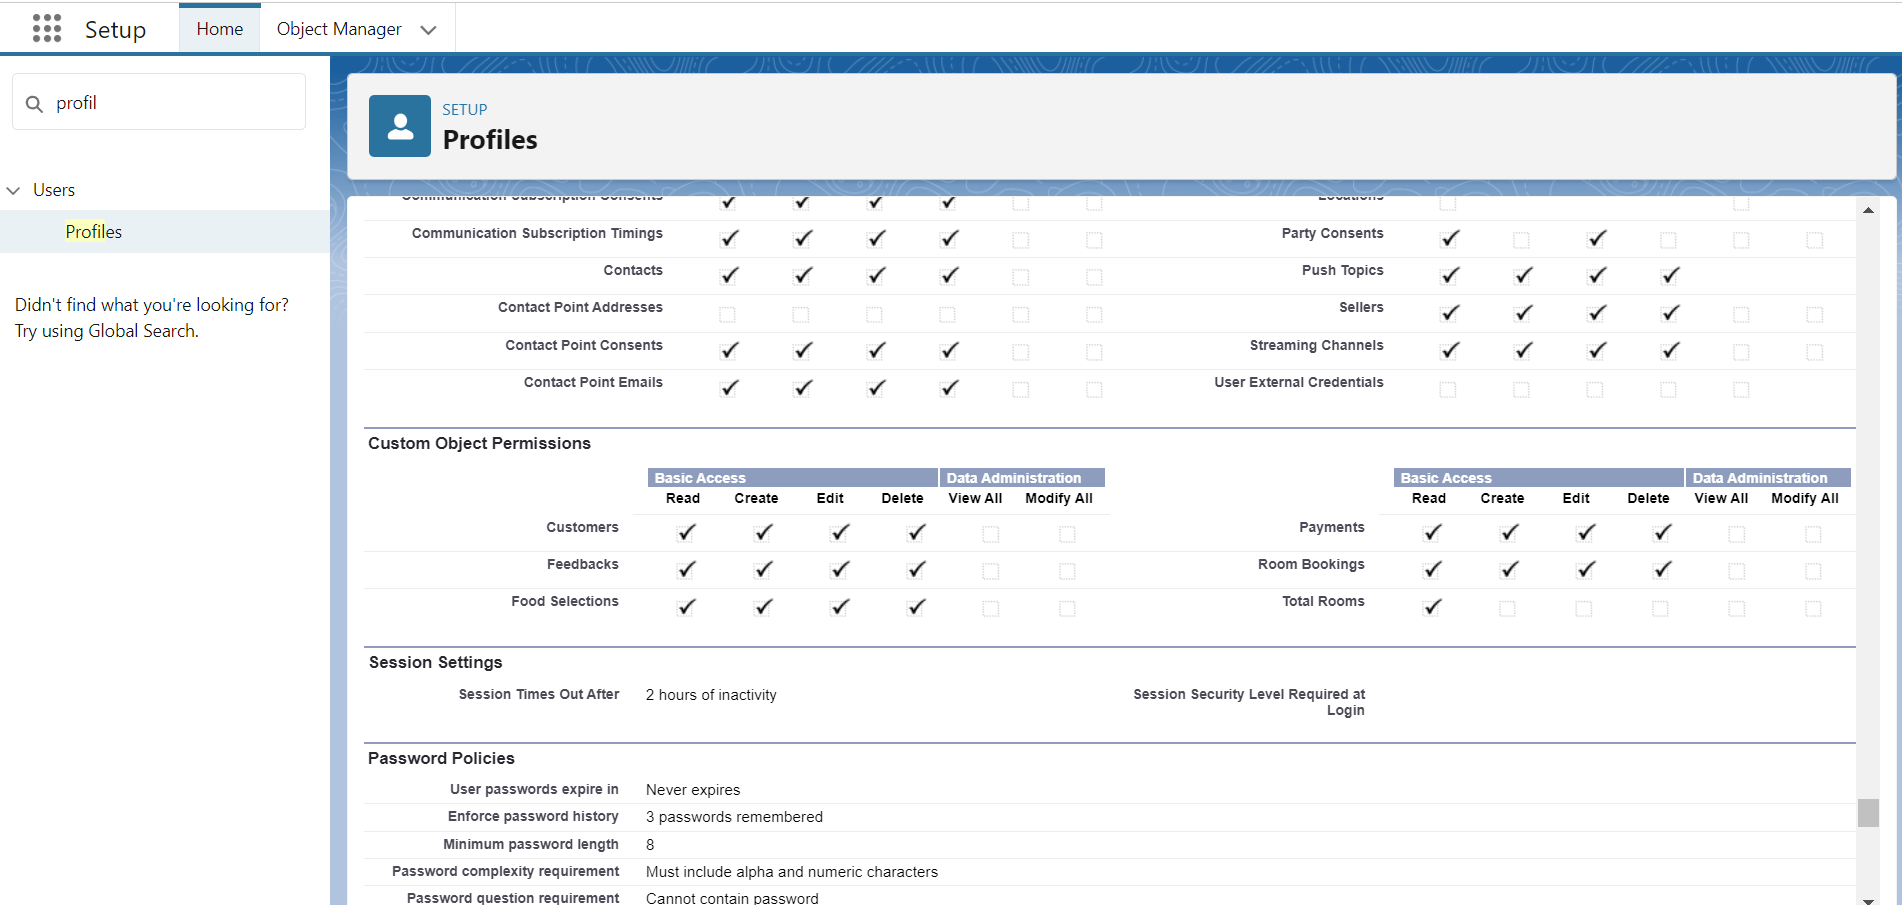 Setup
Home
Object Manager
profil
Users
Profiles
Didn't find what you're looking for?
Try using Global Search.
SETUP
Profiles
Communication Subscription Consents
Locations
Communication Subscription Timings
Party Consents
Contacts
Push Topics
Contact Point Addresses
Sellers
Contact Point Consents
Streaming Channels
Contact Point Emails
User External Credentials
Custom Object Permissions
Basic Access Data Administration Basic Access Data Administration
Read Create Edit Delete View All Modify All Read Create Edit Delete View All Modify All
Customers
Payments
Feedbacks
Room Bookings
Food Selections
Total Rooms
Session Settings
Session Times Out After 2 hours of inactivity
Session Security Level Required at
Login
Password Policies
User passwords expire in Never expires
Enforce password history 3 passwords remembered
Minimum password length 8
Password complexity requirement Must include alpha and numeric characters
Password question requirement Cannot contain password